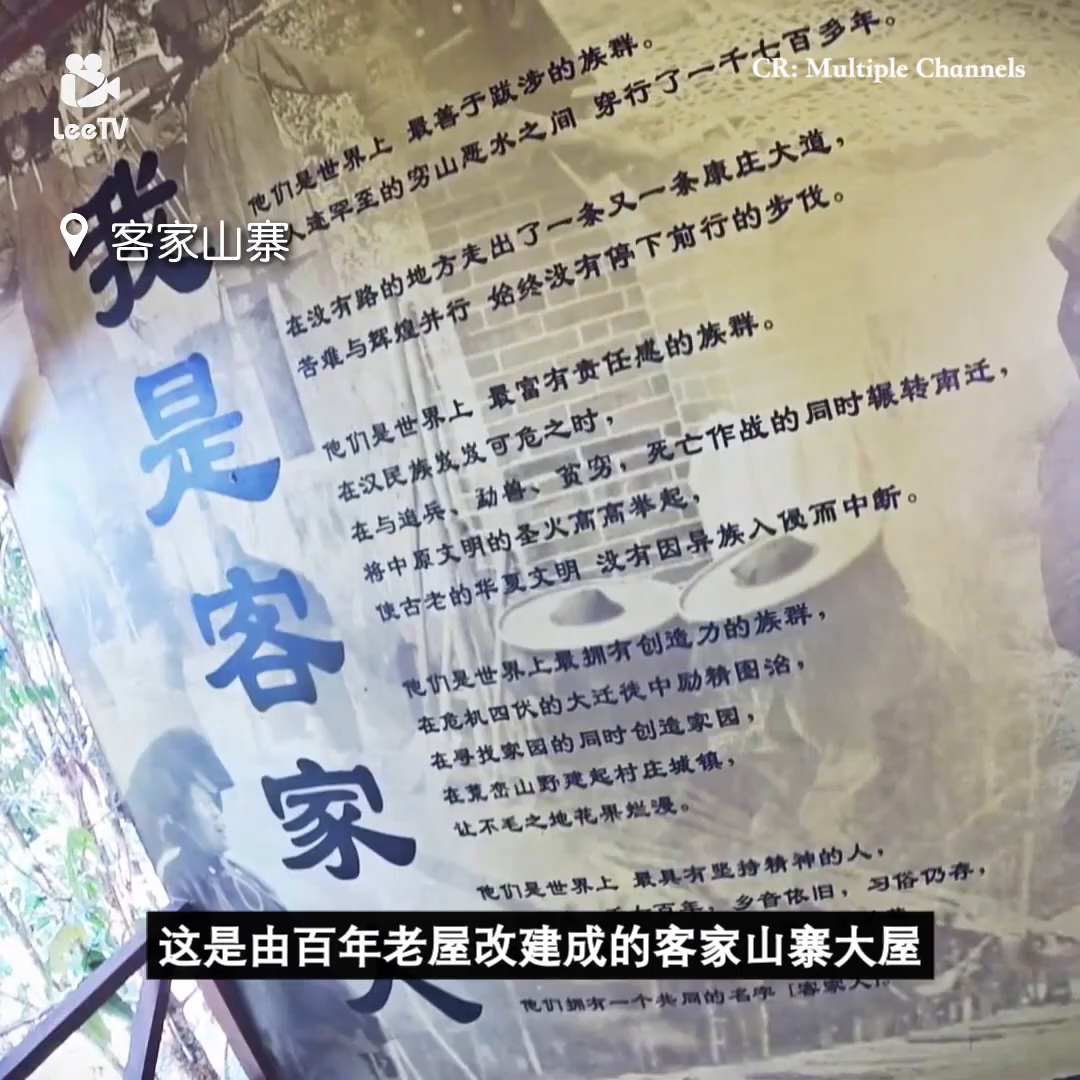 LeeTV
CR: Multiple Channels
客家山寨
我是客家人
他们是世界上 最善于跋涉的族群。
人迹罕至的穷山恶水之间 穿行了一千七百多年。
在没有路的地方走出了一条又一条康庄大道，
苦难与辉煌并行 始终没有停下前行的步伐。
他们是世界上 最富有责任感的族群。
在汉民族岌岌可危之时，
在与追兵、勐兽、贫穷，死亡作战的同时辗转南迁，
将中原文明的圣火高高举起，
使古老的华夏文明 没有因异族入侵而中断。
他们是世界上最拥有创造力的族群，
在危机四伏的大迁徙中励精图治，
在寻找家园的同时创造家园，
在荒峦山野建起村庄城镇，
让不毛之地花果烂漫。
他们是世界上 最具有坚持精神的人，
千七百年，乡音依旧，习俗仍存，
他们拥有一个共同的名字［客家人］。
这是由百年老屋改建成的客家山寨大屋